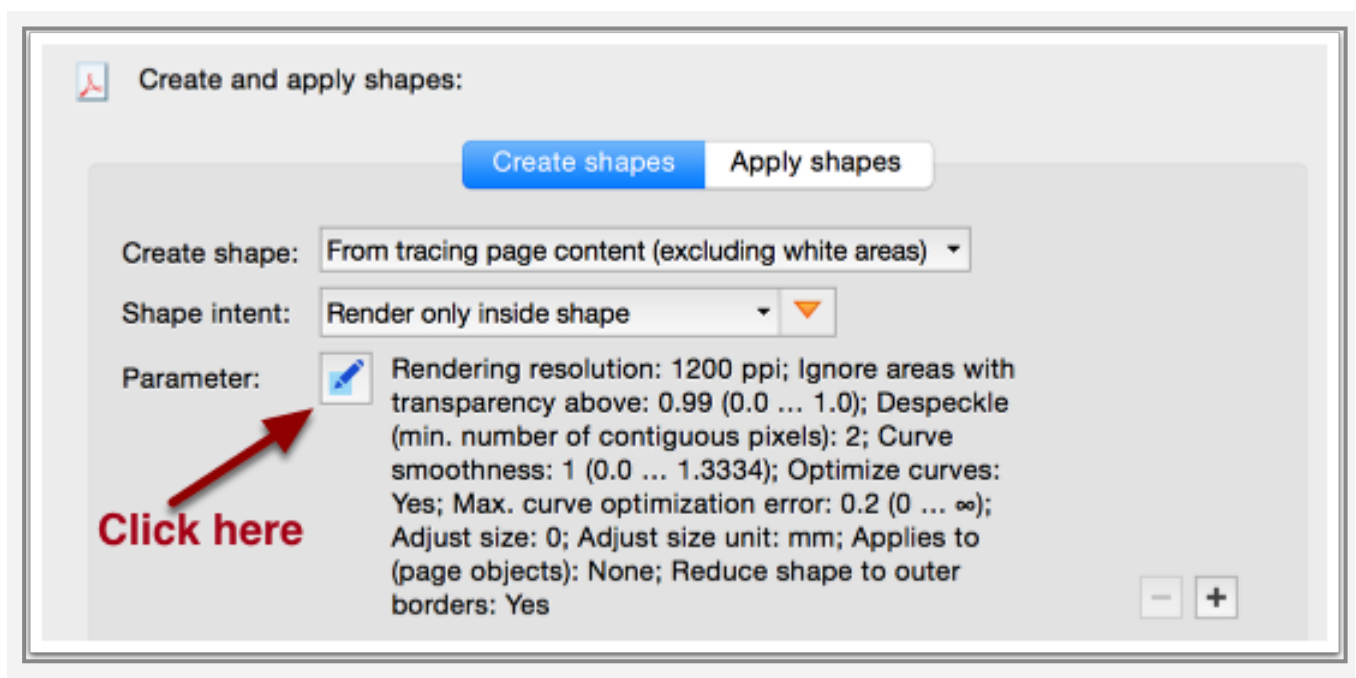 Create and apply shapes:
Create shapes
Apply shapes
Create shape: From tracing page content (excluding white areas)
Shape intent: Render only inside shape
Parameter: Rendering resolution: 1200 ppi; Ignore areas with
transparency above: 0.99 (0.0 ... 1.0); Despeckle
(min. number of contiguous pixels): 2; Curve
smoothness: 1 (0.0 ... 1.3334); Optimize curves:
Yes; Max. curve optimization error: 0.2 (0 ... ∞);
Adjust size: 0; Adjust size unit: mm; Applies to
(page objects): None; Reduce shape to outer
borders: Yes
Click here